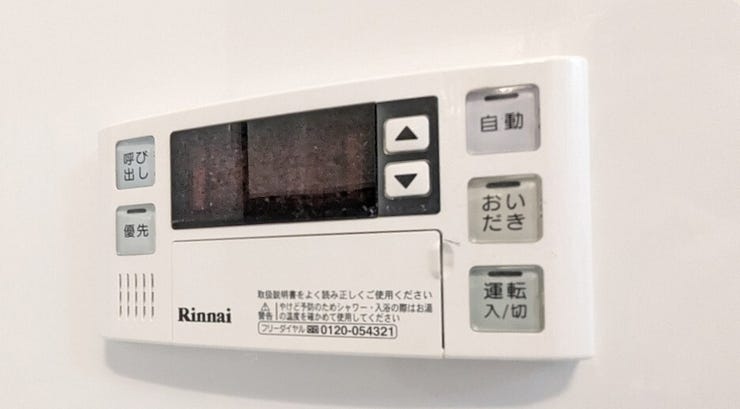 呼び
出し
優先
▲
▼
自動
おい
だき
運転
入/切
Rinnai
取扱説明書をよく読み正しくご使用ください
警告 やけど予防のためシャワー・入浴の際はお湯
の温度を確かめて使用してください
フリーダイヤル 0120-054321